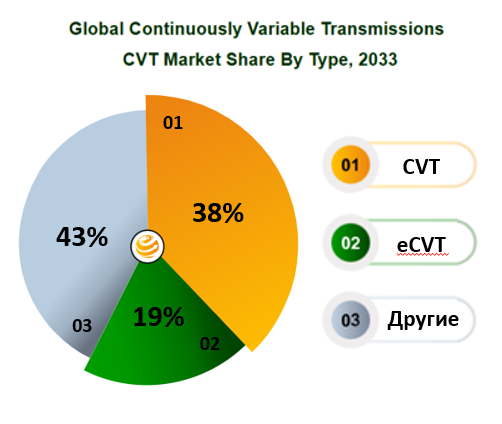 Global Continuously Variable Transmissions
CVT Market Share By Type, 2033
01
38%
43%
19%
03
02
01 CVT
02 eCVT
03 Другие